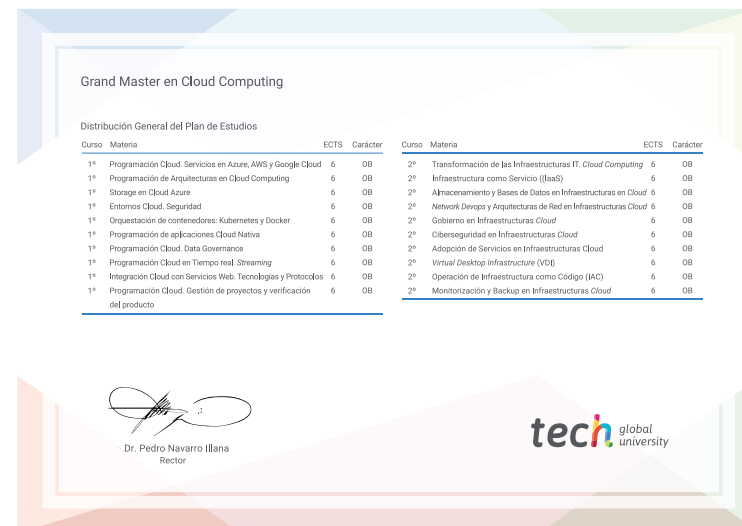 Grand Master en Cloud Computing
Distribución General del Plan de Estudios
Curso Materia ECTS Carácter
1º Programación Cloud. Servicios en Azure, AWS y Google Cloud 6 OB
1º Programación de Arquitecturas en Cloud Computing 6 OB
1º Storage en Cloud Azure 6 OB
1º Entornos Cloud. Seguridad 6 OB
1º Orquestación de contenedores: Kubernetes y Docker 6 OB
1º Programación de aplicaciones Cloud Nativa 6 OB
1º Programación Cloud. Data Governance 6 OB
1º Programación Cloud en Tiempo real. Streaming 6 OB
1º Integración Cloud con Servicios Web. Tecnologías y Protocolos 6 OB
1º Programación Cloud. Gestión de proyectos y verificación 6 OB
del producto
Curso Materia ECTS Carácter
2º Transformación de las Infraestructuras IT. Cloud Computing 6 OB
2º Infraestructura como Servicio ((IaaS) 6 OB
2º Almacenamiento y Bases de Datos en Infraestructuras en Cloud 6 OB
2º Network Devops y Arquitecturas de Red en Infraestructuras Cloud 6 OB
2º Gobierno en Infraestructuras Cloud 6 OB
2º Ciberseguridad en Infraestructuras Cloud 6 OB
2º Adopción de Servicios en Infraestructuras Cloud 6 OB
2º Virtual Desktop Infrastructure (VDI) 6 OB
2º Operación de Infraestructura como Código (IAC) 6 OB
2º Monitorización y Backup en Infraestructuras Cloud 6 OB
Dr. Pedro Navarro Illana
Rector
tech global
university